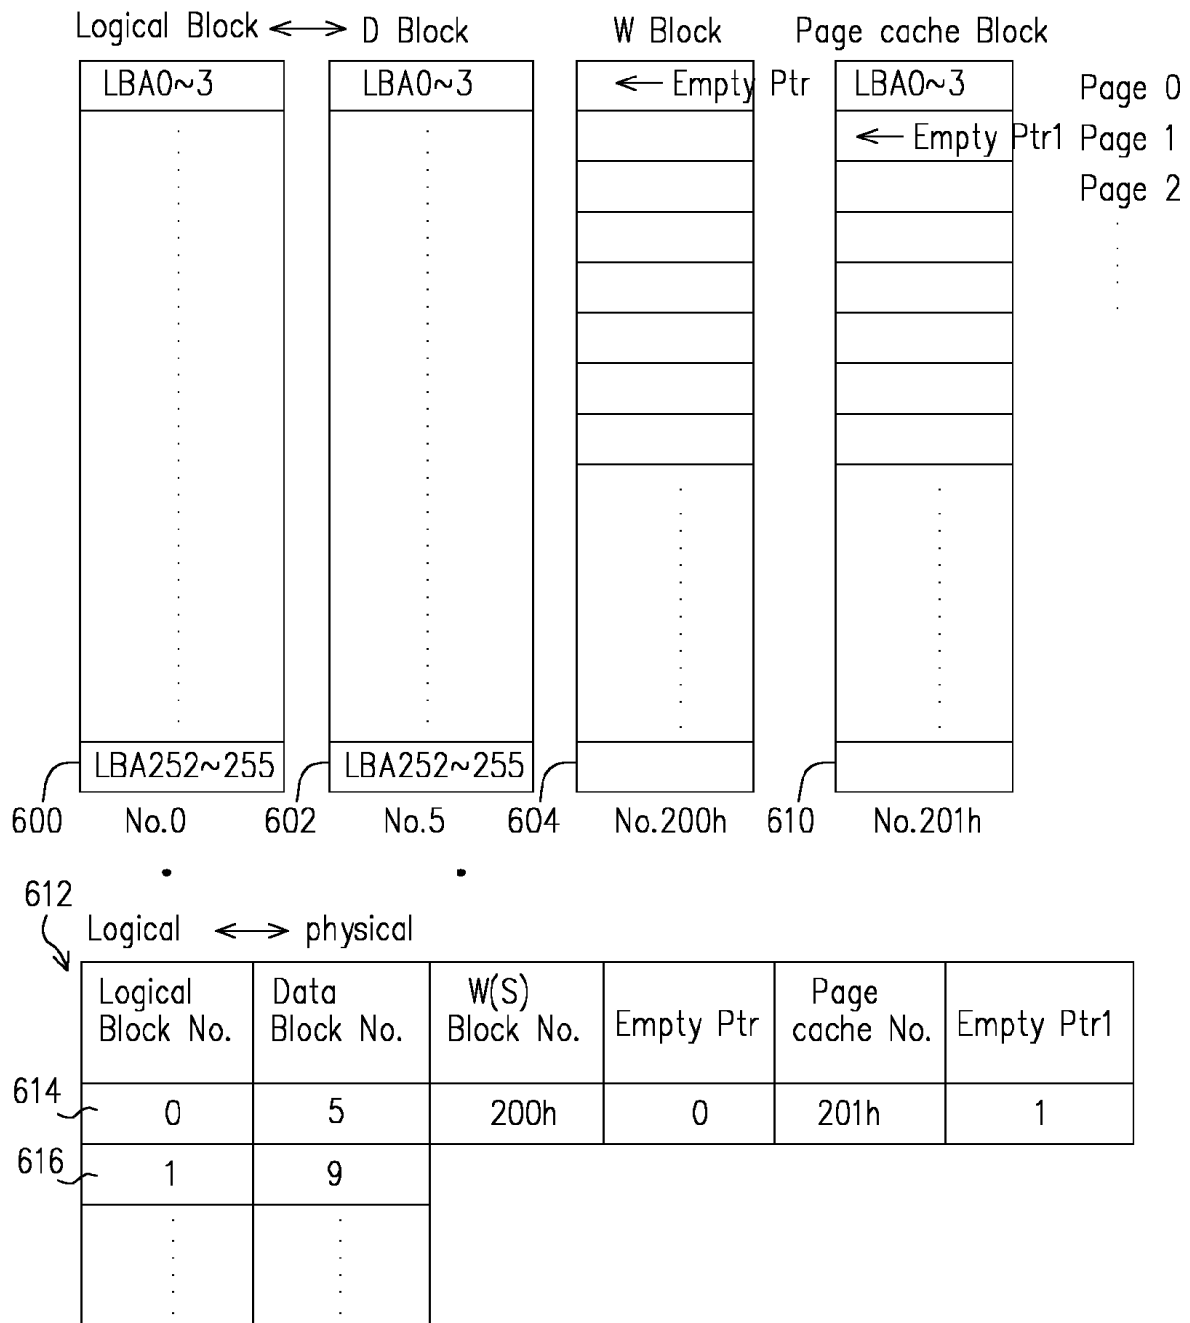 Logical Block ⟷ D Block W Block Page cache Block
LBA0~3 LBA0~3 ← Empty Ptr LBA0~3 Page 0
← Empty Ptr1 Page 1
Page 2
LBA252~255 LBA252~255
600 No.0 602 No.5 604 No.200h 610 No.201h
612
Logical ⟷ physical
Logical Block No. Data Block No. W(S) Block No. Empty Ptr Page cache No. Empty Ptr1
614 0 5 200h 0 201h 1
616 1 9